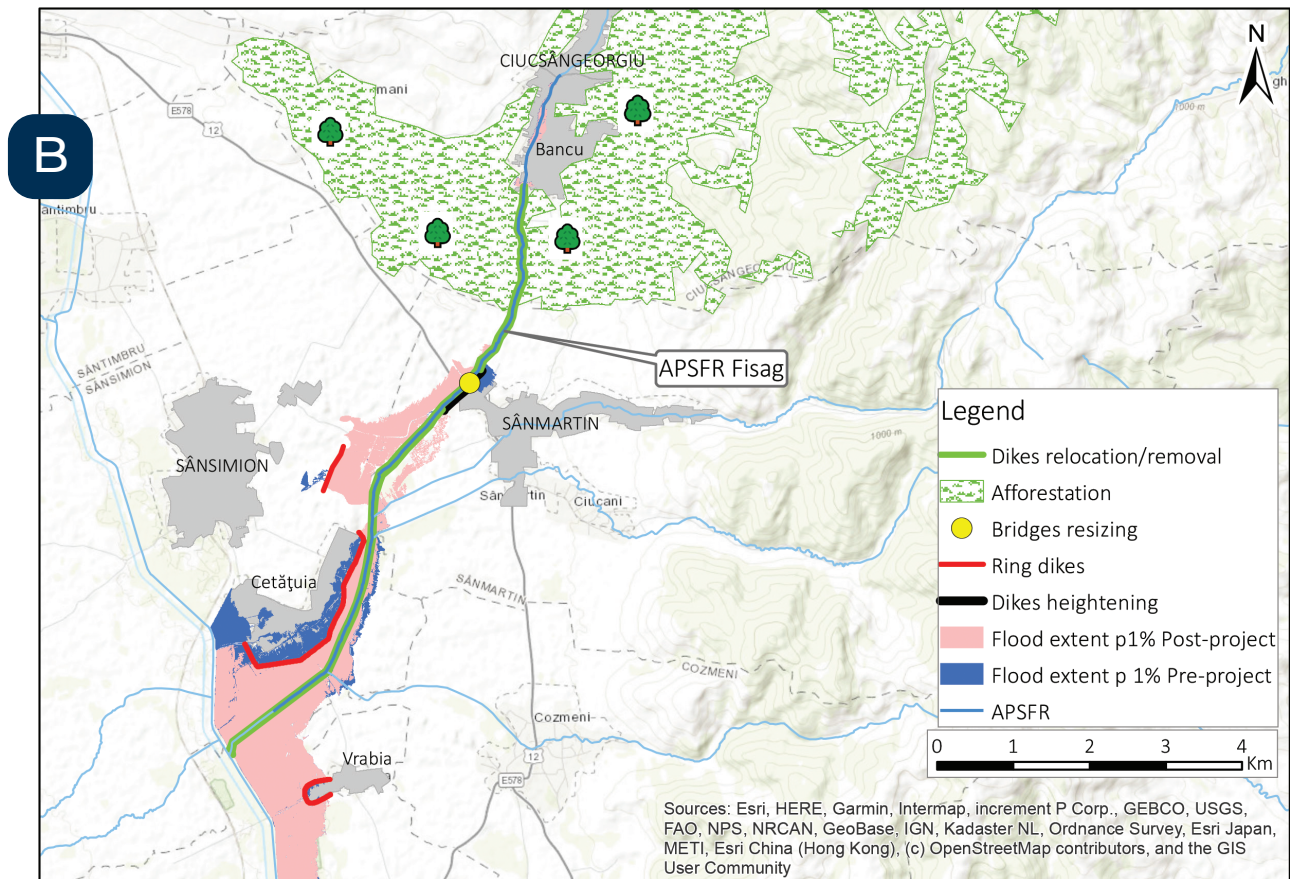 B
N
CIUCSÂNGEORGIU
mani
gh
1000 m
E578
12
Bancu
antimbru
CIUCSÂNGEORGIU
SÂNTIMBRU
SÂNSIMION
APSFR Fisag
SÂNMARTIN
1000 m
SÂNSIMION
Ciucani
SÂNMARTIN
Cetăţuia
COZMENI
Cozmeni
12
E578
Vrabia
Legend
Dikes relocation/removal
Afforestation
Bridges resizing
Ring dikes
Dikes heightening
Flood extent p1% Post-project
Flood extent p 1% Pre-project
APSFR
0 1 2 3 4
Km
Sources: Esri, HERE, Garmin, Intermap, increment P Corp., GEBCO, USGS,
FAO, NPS, NRCAN, GeoBase, IGN, Kadaster NL, Ordnance Survey, Esri Japan,
METI, Esri China (Hong Kong), (c) OpenStreetMap contributors, and the GIS
User Community